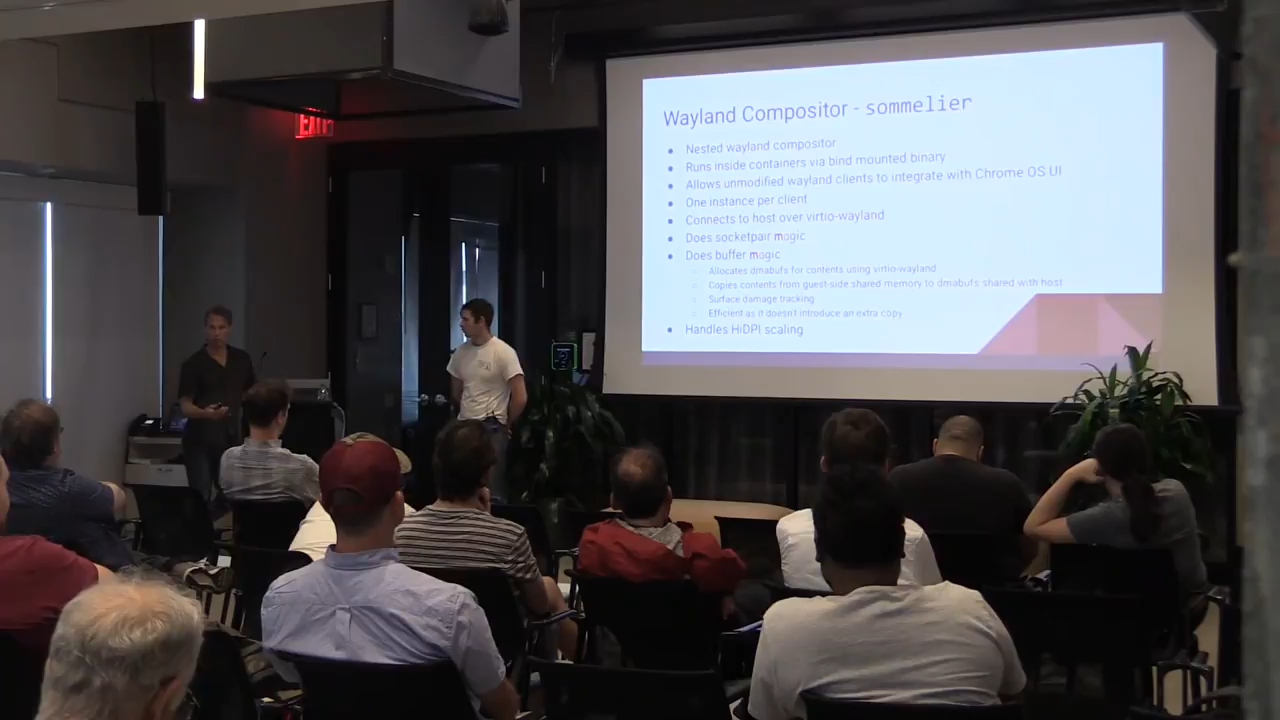 EXIT
Wayland Compositor - sommelier
● Nested wayland compositor
● Runs inside containers via bind mounted binary
● Allows unmodified wayland clients to integrate with Chrome OS UI
● One instance per client
● Connects to host over virtio-wayland
● Does socketpair magic
● Does buffer magic
○ Allocates dmabufs for contents using virtio-wayland
○ Copies contents from guest-side shared memory to dmabufs shared with host
○ Surface damage tracking
○ Efficient as it doesn't introduce an extra copy
● Handles HiDPI scaling